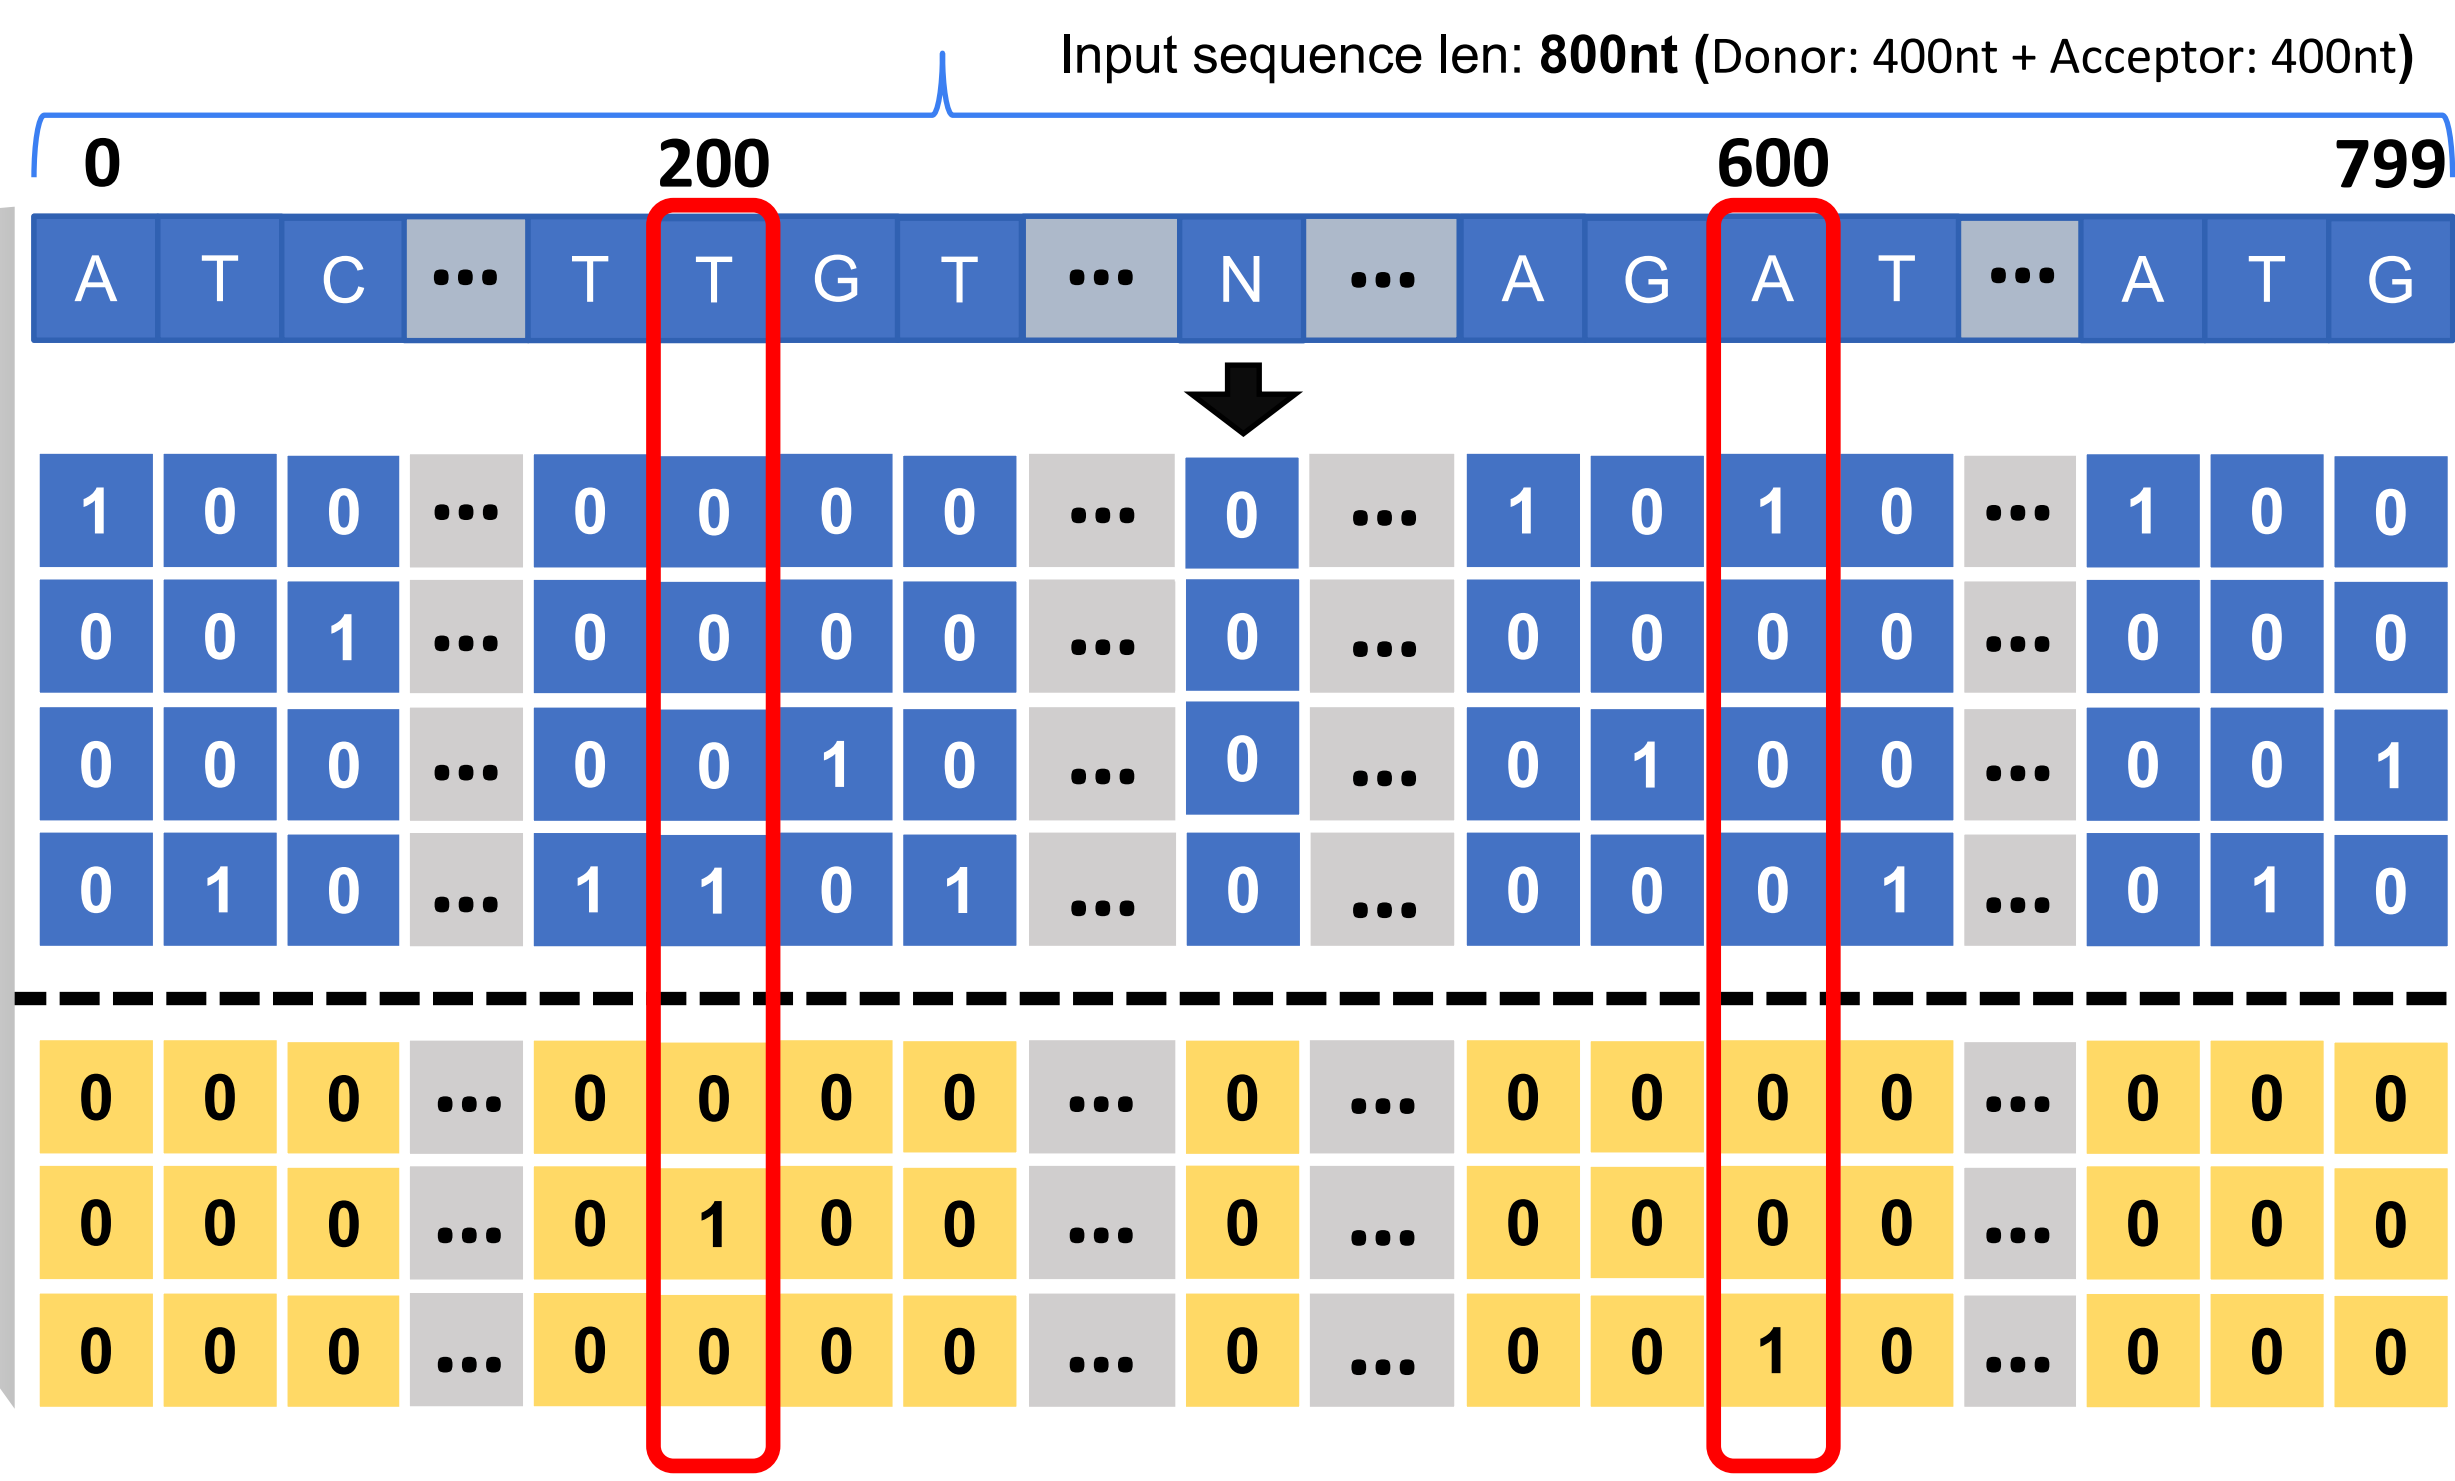 Input sequence len: 800nt (Donor: 400nt + Acceptor: 400nt)
0 200 600 799
A T C ... T T G T ... N ... A G A T ... A T G
1 0 0 ... 0 0 0 0 ... 0 ... 1 0 1 0 ... 1 0 0
0 0 1 ... 0 0 0 0 ... 0 ... 0 0 0 0 ... 0 0 0
0 0 0 ... 0 0 1 0 ... 0 ... 0 1 0 0 ... 0 0 1
0 1 0 ... 1 1 0 1 ... 0 ... 0 0 0 1 ... 0 1 0
0 0 0 ... 0 0 0 0 ... 0 ... 0 0 0 0 ... 0 0 0
0 0 0 ... 0 1 0 0 ... 0 ... 0 0 0 0 ... 0 0 0
0 0 0 ... 0 0 0 0 ... 0 ... 0 0 1 0 ... 0 0 0